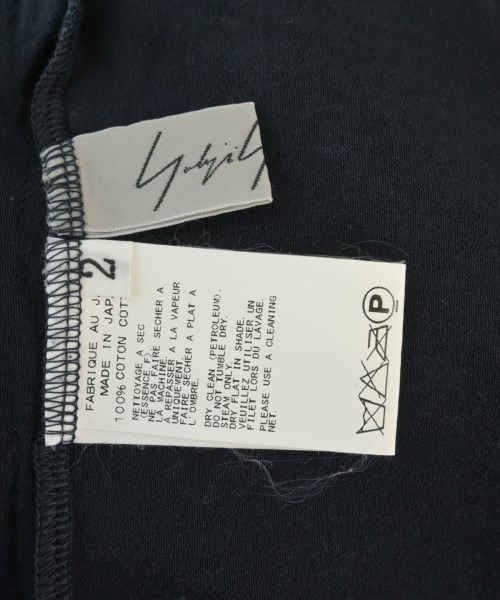 Yohji Y
2
FABRIQUE AU J
MADE IN JAP
100% COTON COT
NETTOYAGE A SEC
(ESSENCE F).
NE PAS FAIRE SECHER A
LA MACHINE.
A REPASSER A LA VAPEUR
UNIQUEMENT.
FAIRE SECHER A PLAT A
L'OMBRE.
DRY CLEAN (PETROLEUM).
DO NOT TUMBLE DRY.
STEAM ONLY.
DRY FLAT IN SHADE.
VEUILLEZ UTILISER UN
FILET LORS DU LAVAGE.
PLEASE USE A CLEANING
NET.
P